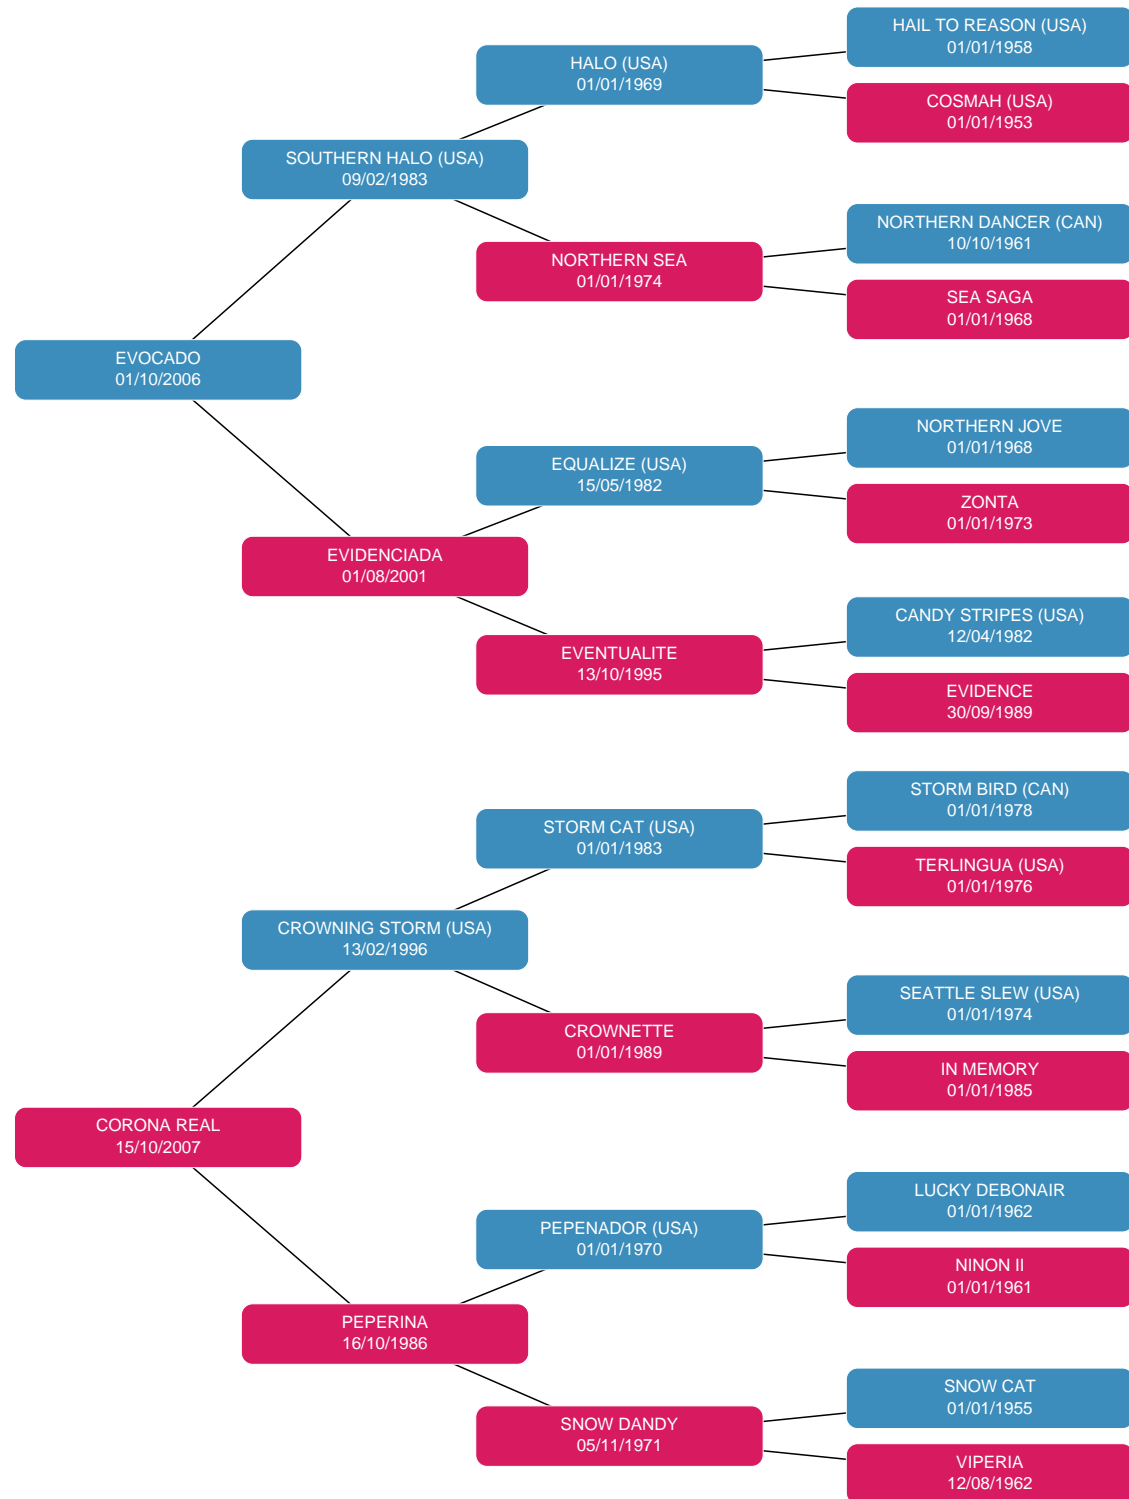 HAIL TO REASON (USA)
01/01/1958
HALO (USA)
01/01/1969
COSMAH (USA)
01/01/1953
SOUTHERN HALO (USA)
09/02/1983
NORTHERN DANCER (CAN)
10/10/1961
NORTHERN SEA
01/01/1974
SEA SAGA
01/01/1968
EVOCADO
01/10/2006
NORTHERN JOVE
01/01/1968
EQUALIZE (USA)
15/05/1982
ZONTA
01/01/1973
EVIDENCIADA
01/08/2001
CANDY STRIPES (USA)
12/04/1982
EVENTUALITE
13/10/1995
EVIDENCE
30/09/1989
STORM BIRD (CAN)
01/01/1978
STORM CAT (USA)
01/01/1983
TERLINGUA (USA)
01/01/1976
CROWNING STORM (USA)
13/02/1996
SEATTLE SLEW (USA)
01/01/1974
CROWNETTE
01/01/1989
IN MEMORY
01/01/1985
CORONA REAL
15/10/2007
LUCKY DEBONAIR
01/01/1962
PEPENADOR (USA)
01/01/1970
NINON II
01/01/1961
PEPERINA
16/10/1986
SNOW CAT
01/01/1955
SNOW DANDY
05/11/1971
VIPERIA
12/08/1962